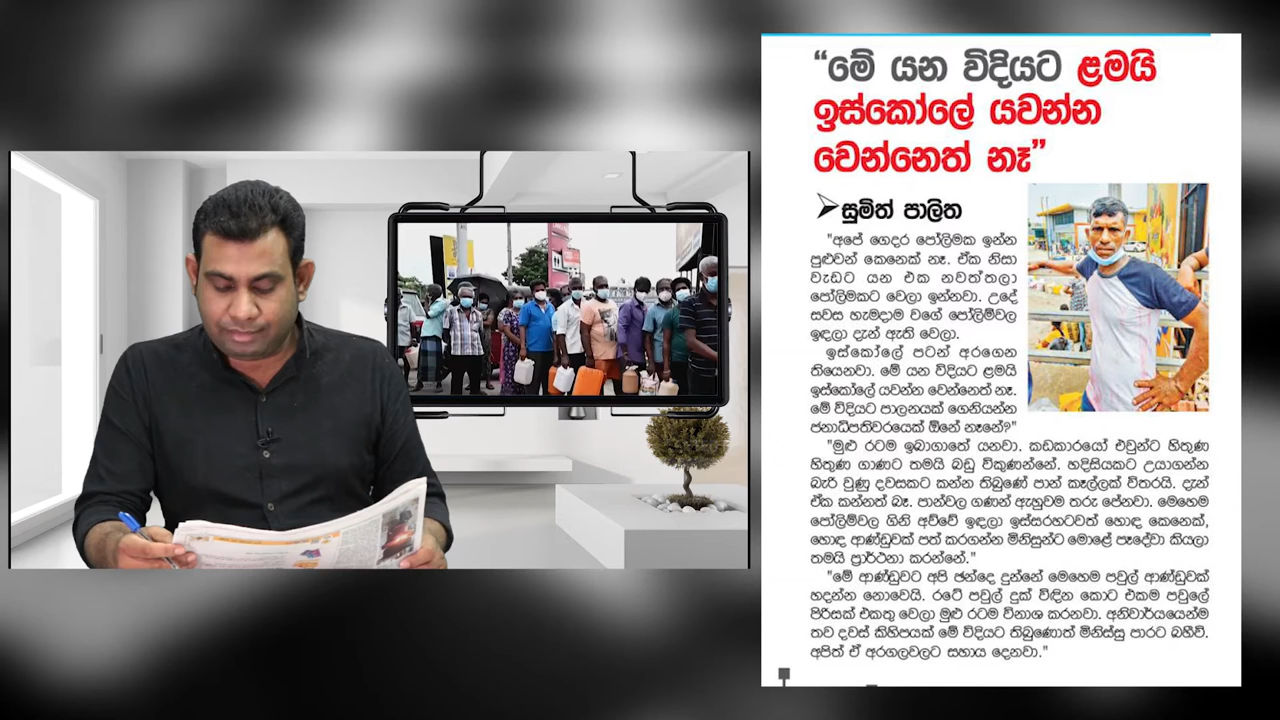 “මේ යන විදියට ළමයි
ඉස්කෝලේ යවන්න
වෙන්නෙත් නෑ”
සුමිත් පාලිත
"අපේ ගෙදර පෝලිමක ඉන්න
පුළුවන් කෙනෙක් නෑ. ඒක නිසා
වැඩට යන එක නවත්තලා
පෝලිමකට වෙලා ඉන්නවා. උදේ
සවස හැමදාම වගේ පෝලිම්වල
ඉඳලා දැන් ඇති වෙලා.
ඉස්කෝලේ පටන් අරගෙන
තියෙනවා. මේ යන විදියට ළමයි
ඉස්කෝලේ යවන්න වෙන්නෙත් නෑ.
මේ විදියට පාලනයක් ගෙනියන්න
ජනාධිපතිවරයෙක් ඕනේ නෑනේ?"
"මුළු රටම ඉබාගාතේ යනවා. කඩකාරයෝ එවුන්ට හිතුණ
හිතුණ ගාණට තමයි බඩු විකුණන්නේ. හදිසියකට උයාගන්න
බැරි වුණු දවසකට කන්න තිබුණේ පාන් කෑල්ලක් විතරයි. දැන්
ඒක කන්නත් බෑ. පාන්වල ගණන් ඇහුවම තරු පේනවා. මෙහෙම
පෝලිම්වල ගිනි අව්වේ ඉඳලා ඉස්සරහටවත් හොඳ කෙනෙක්,
හොඳ ආණ්ඩුවක් පත් කරගන්න මිනිසුන්ට මොළේ පෑදේවා කියලා
තමයි ප්‍රාර්ථනා කරන්නේ."
"මේ ආණ්ඩුවට අපි ඡන්දෙ දුන්නේ මෙහෙම පවුල් ආණ්ඩුවක්
හදන්න නොවෙයි. රටේ පවුල් දුක් විඳින කොට එකම පවුලේ
පිරිසක් එකතු වෙලා මුළු රටම විනාශ කරනවා. අනිවාර්යයෙන්ම
තව දවස් කිහිපයක් මේ විදියට තිබුණොත් මිනිස්සු පාරට බහීවි.
අපිත් ඒ අරගලවලට සහාය දෙනවා."